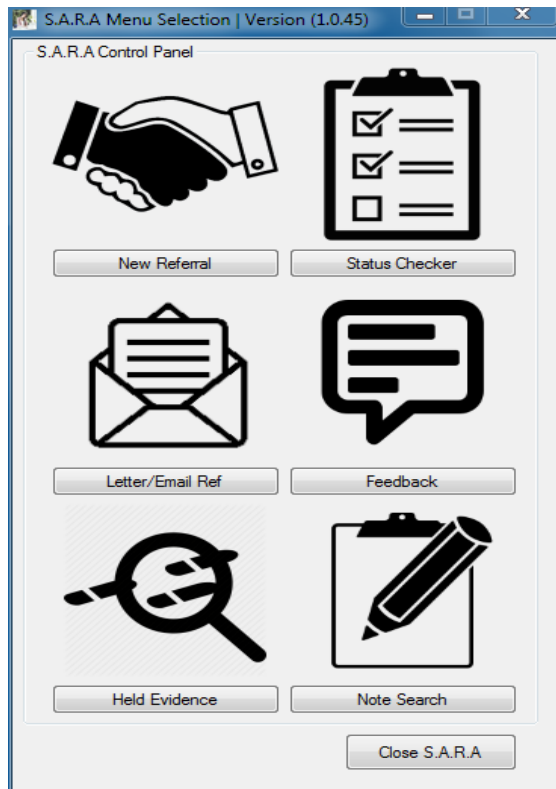 S.A.R.A Menu Selection | Version (1.0.45)
S.A.R.A Control Panel
New Referral
Status Checker
Letter/Email Ref
Feedback
Held Evidence
Note Search
Close S.A.R.A